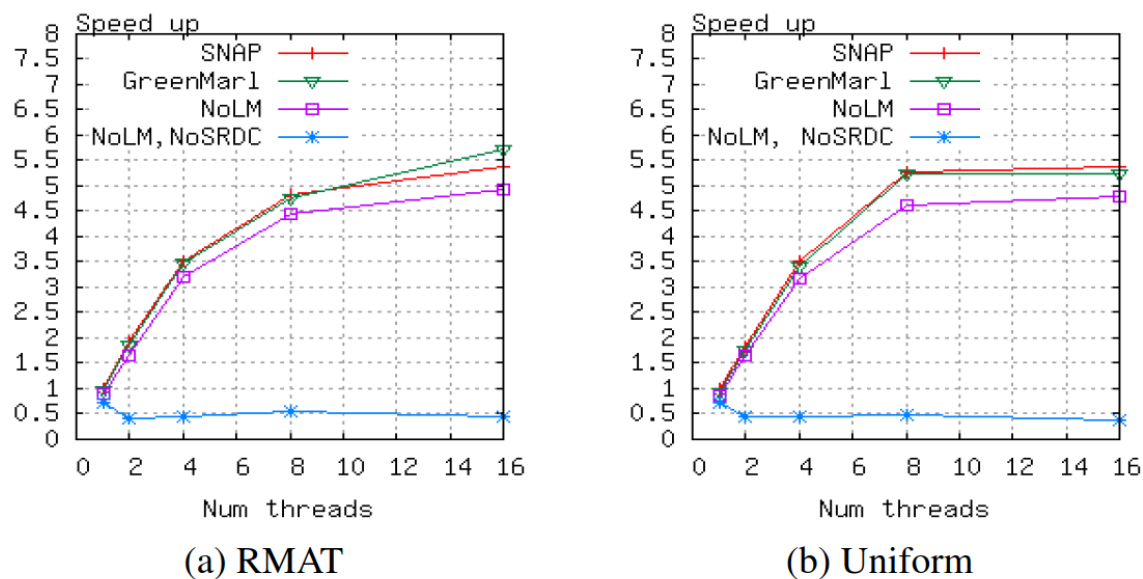 Speed up
8
7.5
7
6.5
6
5.5
5
4.5
4
3.5
3
2.5
2
1.5
1
0.5
0
SNAP
GreenMarl
NoLM
NoLM,NoSRDC
0 2 4 6 8 10 12 14 16
Num threads
(a) RMAT
Speed up
8
7.5
7
6.5
6
5.5
5
4.5
4
3.5
3
2.5
2
1.5
1
0.5
0
SNAP
GreenMarl
NoLM
NoLM, NoSRDC
0 2 4 6 8 10 12 14 16
Num threads
(b) Uniform